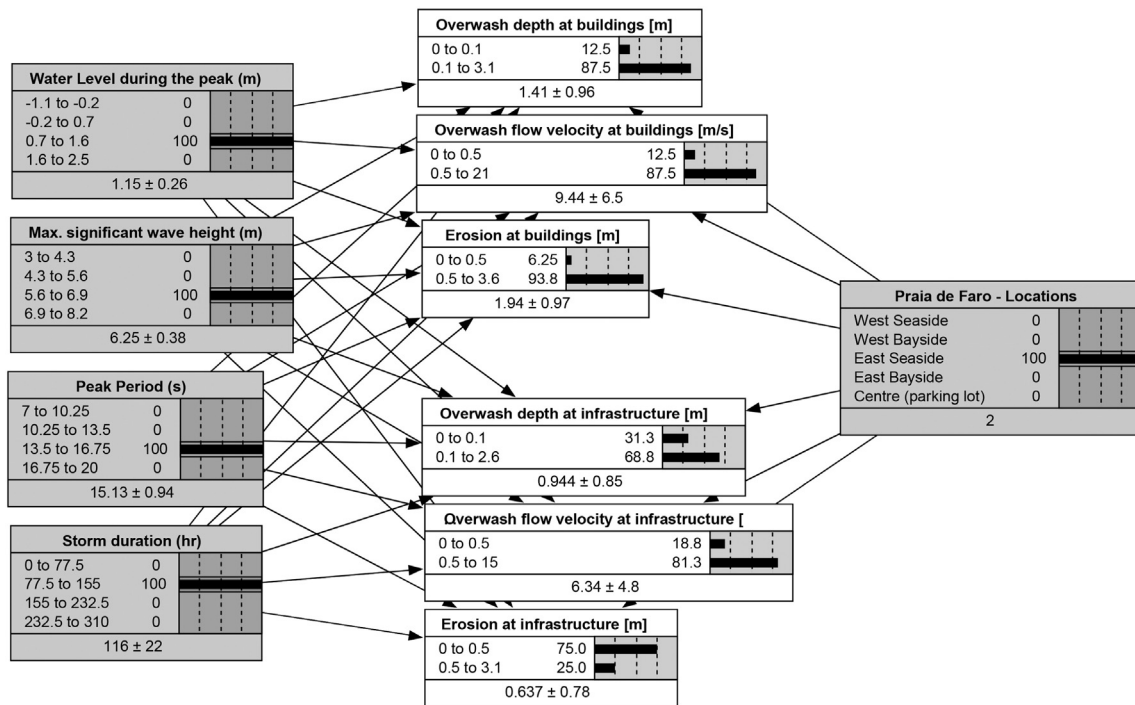 Overwash depth at buildings [m]
0 to 0.1 12.5
0.1 to 3.1 87.5
1.41 ± 0.96
Water Level during the peak (m)
-1.1 to -0.2 0
-0.2 to 0.7 0
0.7 to 1.6 100
1.6 to 2.5 0
1.15 ± 0.26
Overwash flow velocity at buildings [m/s]
0 to 0.5 12.5
0.5 to 21 87.5
9.44 ± 6.5
Max. significant wave height (m)
3 to 4.3 0
4.3 to 5.6 0
5.6 to 6.9 100
6.9 to 8.2 0
6.25 ± 0.38
Erosion at buildings [m]
0 to 0.5 6.25
0.5 to 3.6 93.8
1.94 ± 0.97
Praia de Faro - Locations
West Seaside 0
West Bayside 0
East Seaside 100
East Bayside 0
Centre (parking lot) 0
2
Peak Period (s)
7 to 10.25 0
10.25 to 13.5 0
13.5 to 16.75 100
16.75 to 20 0
15.13 ± 0.94
Overwash depth at infrastructure [m]
0 to 0.1 31.3
0.1 to 2.6 68.8
0.944 ± 0.85
Overwash flow velocity at infrastructure [
0 to 0.5 18.8
0.5 to 15 81.3
6.34 ± 4.8
Storm duration (hr)
0 to 77.5 0
77.5 to 155 100
155 to 232.5 0
232.5 to 310 0
116 ± 22
Erosion at infrastructure [m]
0 to 0.5 75.0
0.5 to 3.1 25.0
0.637 ± 0.78